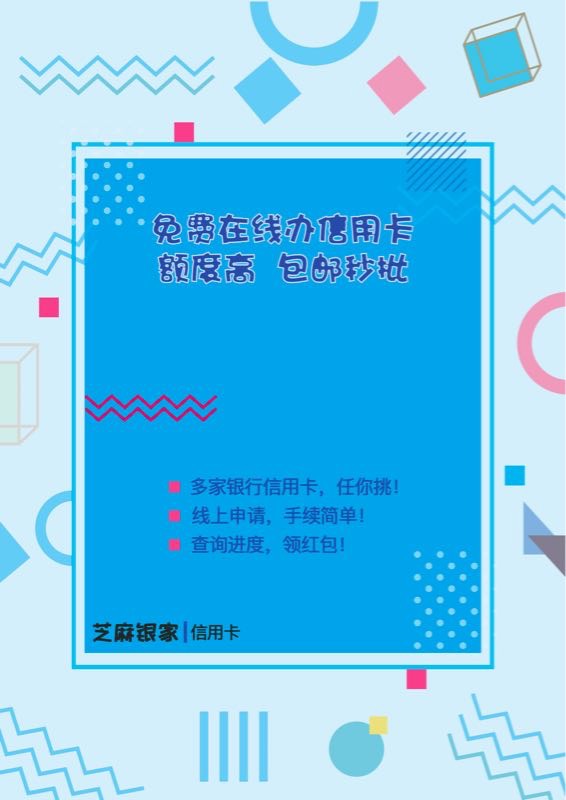 免费在线办信用卡
额度高 包邮秒批
多家银行信用卡，任你挑！
线上申请，手续简单！
查询进度，领红包！
芝麻银家|信用卡